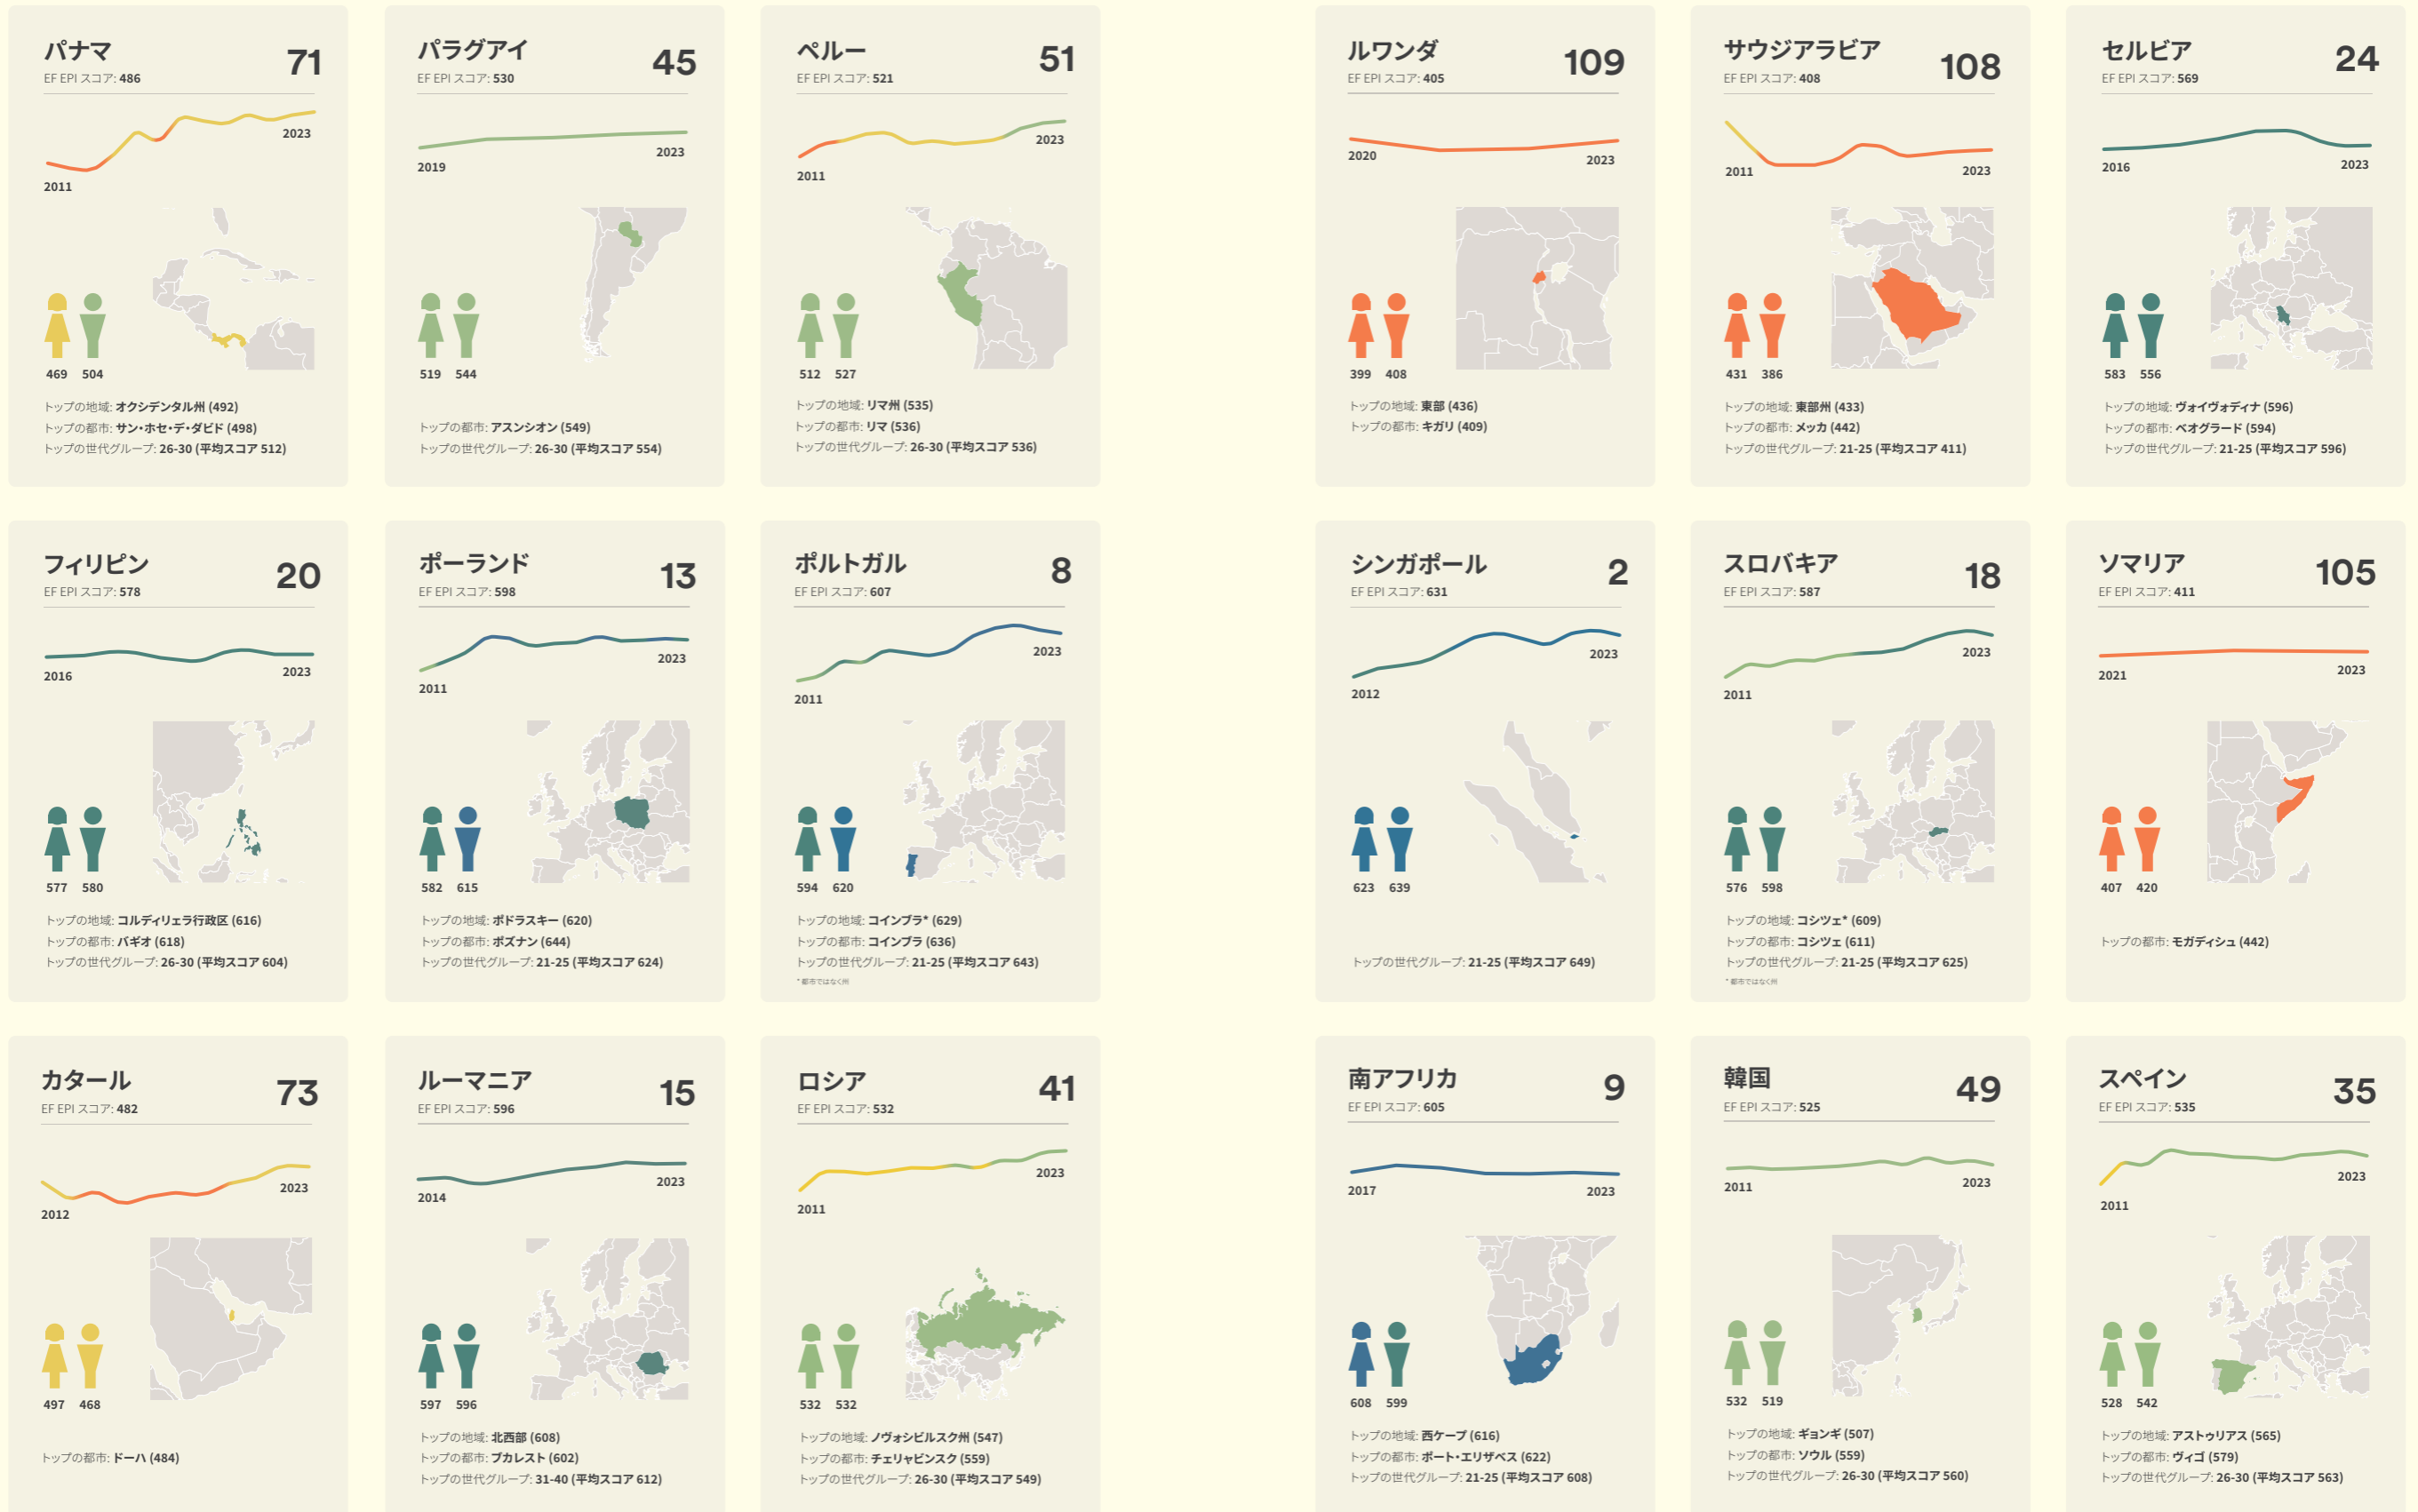 パナマ
71
EF EPI スコア: 486
2023
2011
469 504
トップの地域: オクシデンタル州 (492)
トップの都市: サン・ホセ・デ・ダビド (498)
トップの世代グループ: 26-30 (平均スコア 512)
パラグアイ
45
EF EPI スコア: 530
2019
2023
519 544
トップの都市: アスンシオン (549)
トップの世代グループ: 26-30 (平均スコア 554)
ペルー
51
EF EPI スコア: 521
2023
2011
512 527
トップの地域: リマ州 (535)
トップの都市: リマ (536)
トップの世代グループ: 26-30 (平均スコア 536)
ルワンダ
109
EF EPI スコア: 405
2020
2023
399 408
トップの地域: 東部 (436)
トップの都市: キガリ (409)
サウジアラビア
108
EF EPI スコア: 408
2011
2023
431 386
トップの地域: 東部州 (433)
トップの都市: メッカ (442)
トップの世代グループ: 21-25 (平均スコア 411)
セルビア
24
EF EPI スコア: 569
2016
2023
583 556
トップの地域: ヴォイヴォディナ (596)
トップの都市: ベオグラード (594)
トップの世代グループ: 21-25 (平均スコア 596)
フィリピン
20
EF EPI スコア: 578
2016
2023
577 580
トップの地域: コルディリェラ行政区 (616)
トップの都市: バギオ (618)
トップの世代グループ: 26-30 (平均スコア 604)
ポーランド
13
EF EPI スコア: 598
2023
2011
582 615
トップの地域: ポドラスキー (620)
トップの都市: ポズナン (644)
トップの世代グループ: 21-25 (平均スコア 624)
ポルトガル
8
EF EPI スコア: 607
2023
2011
594 620
トップの地域: コインブラ* (629)
トップの都市: コインブラ (636)
トップの世代グループ: 21-25 (平均スコア 643)
* 都市ではなく州
シンガポール
2
EF EPI スコア: 631
2023
2012
623 639
トップの世代グループ: 21-25 (平均スコア 649)
スロバキア
18
EF EPI スコア: 587
2023
2011
576 598
トップの地域: コシツェ* (609)
トップの都市: コシツェ (611)
トップの世代グループ: 21-25 (平均スコア 625)
* 都市ではなく州
ソマリア
105
EF EPI スコア: 411
2021
2023
407 420
トップの都市: モガディシュ (442)
カタール
73
EF EPI スコア: 482
2023
2012
497 468
トップの都市: ドーハ (484)
ルーマニア
15
EF EPI スコア: 596
2014
2023
597 596
トップの地域: 北西部 (608)
トップの都市: ブカレスト (602)
トップの世代グループ: 31-40 (平均スコア 612)
ロシア
41
EF EPI スコア: 532
2023
2011
532 532
トップの地域: ノヴォシビルスク州 (547)
トップの都市: チェリャビンスク (559)
トップの世代グループ: 26-30 (平均スコア 549)
南アフリカ
9
EF EPI スコア: 605
2017
2023
608 599
トップの地域: 西ケープ (616)
トップの都市: ポート・エリザベス (622)
トップの世代グループ: 21-25 (平均スコア 608)
韓国
49
EF EPI スコア: 525
2011
2023
532 519
トップの地域: ギョンギ (507)
トップの都市: ソウル (559)
トップの世代グループ: 26-30 (平均スコア 560)
スペイン
35
EF EPI スコア: 535
2023
2011
528 542
トップの地域: アストゥリアス (565)
トップの都市: ヴィゴ (579)
トップの世代グループ: 26-30 (平均スコア 563)